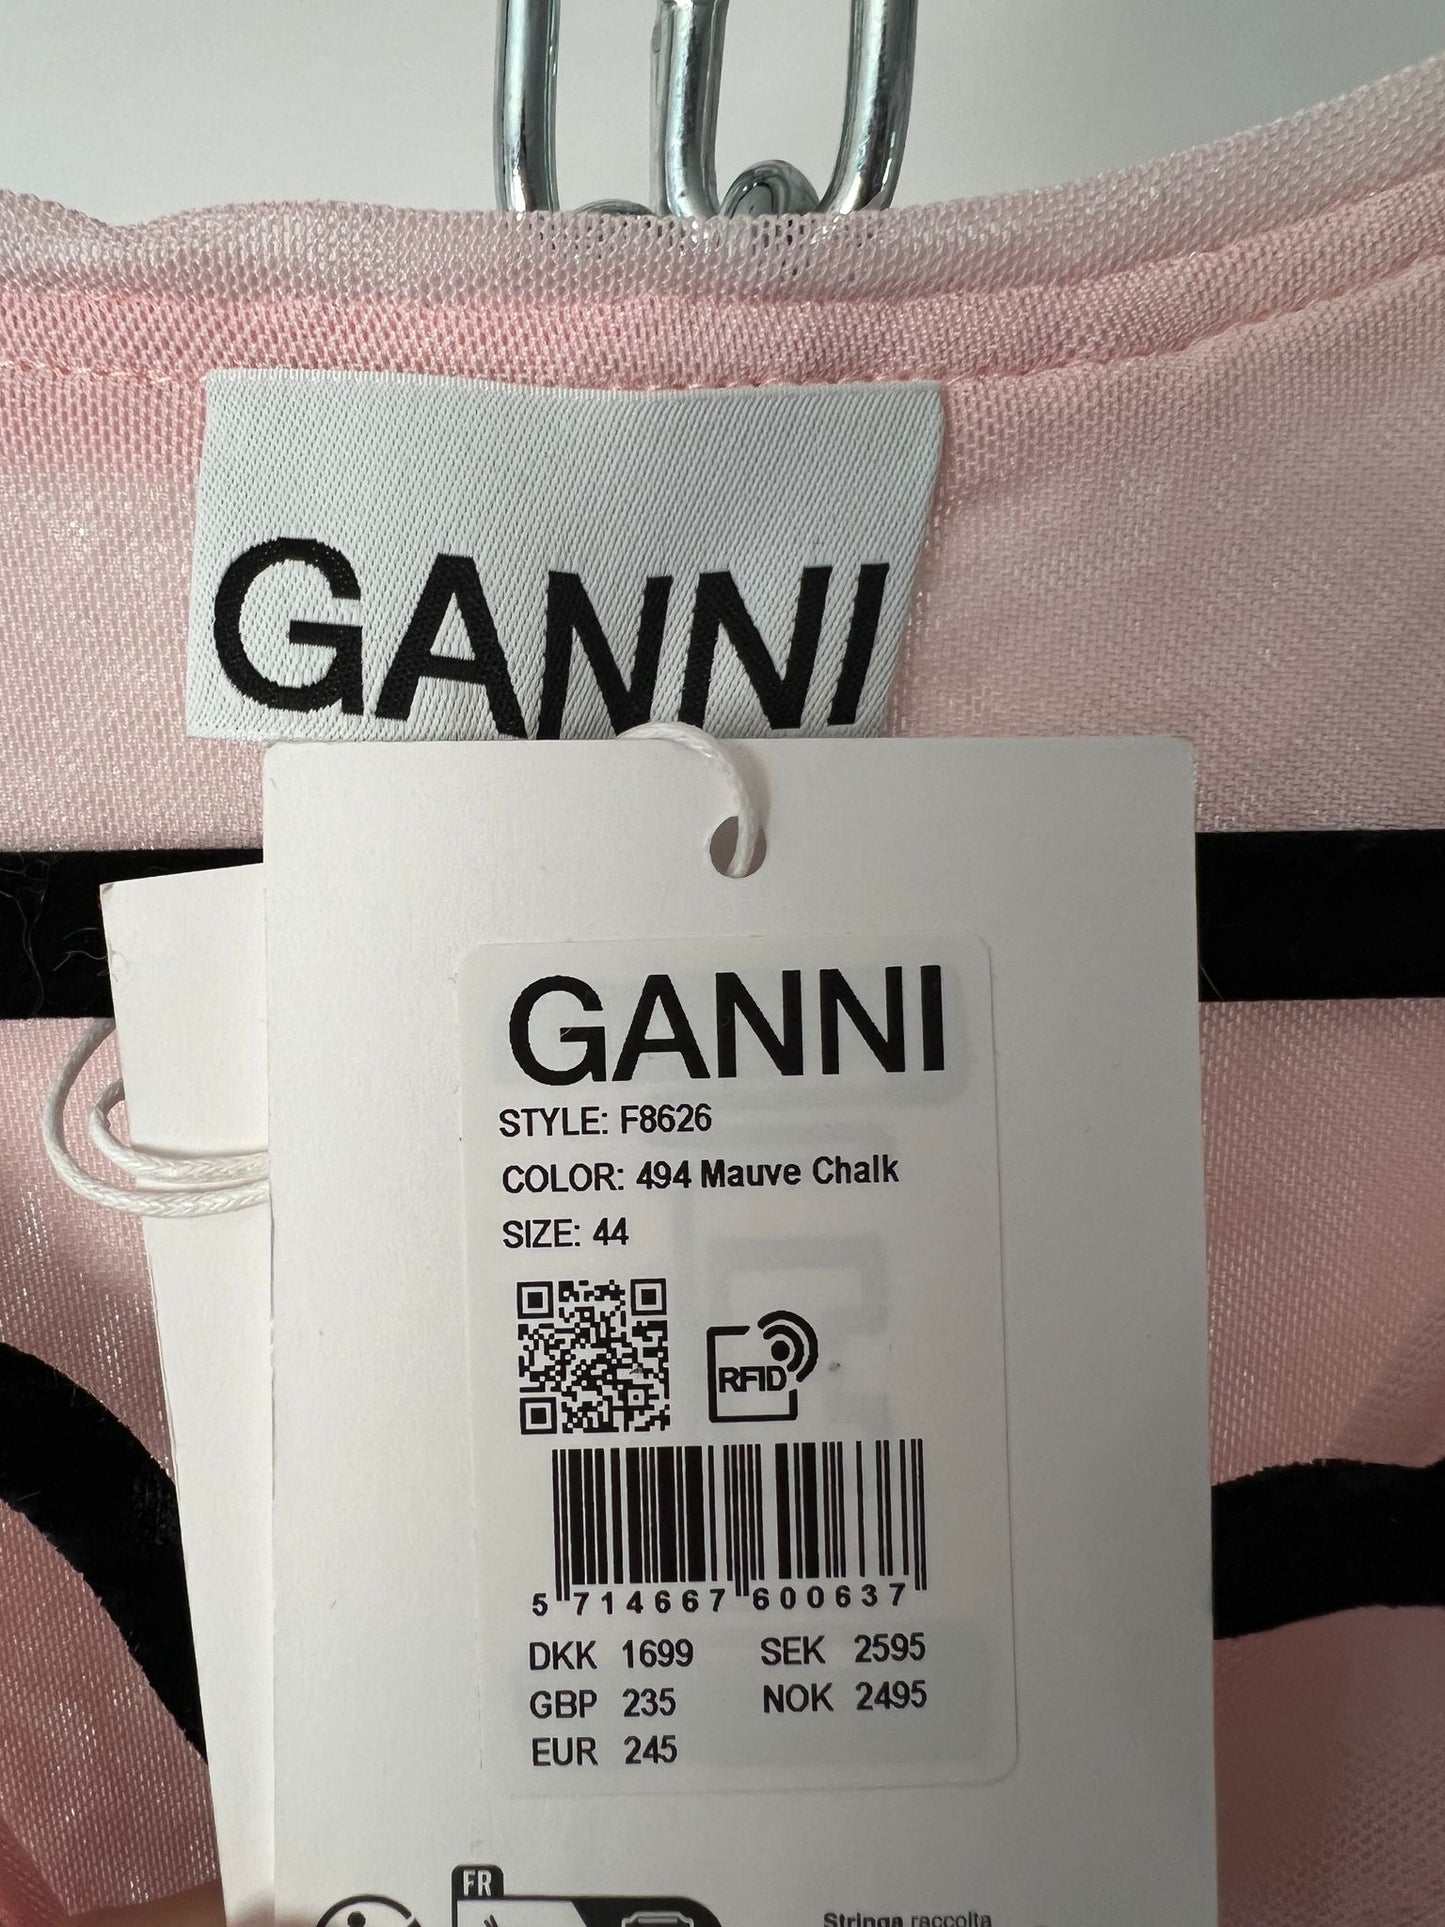 GANNI
GANNI
STYLE: F8626
COLOR: 494 Mauve Chalk
SIZE: 44
RFID
5 714667 600637
DKK 1699 SEK 2595
GBP 235 NOK 2495
EUR 245
FR
Stringa raccolta